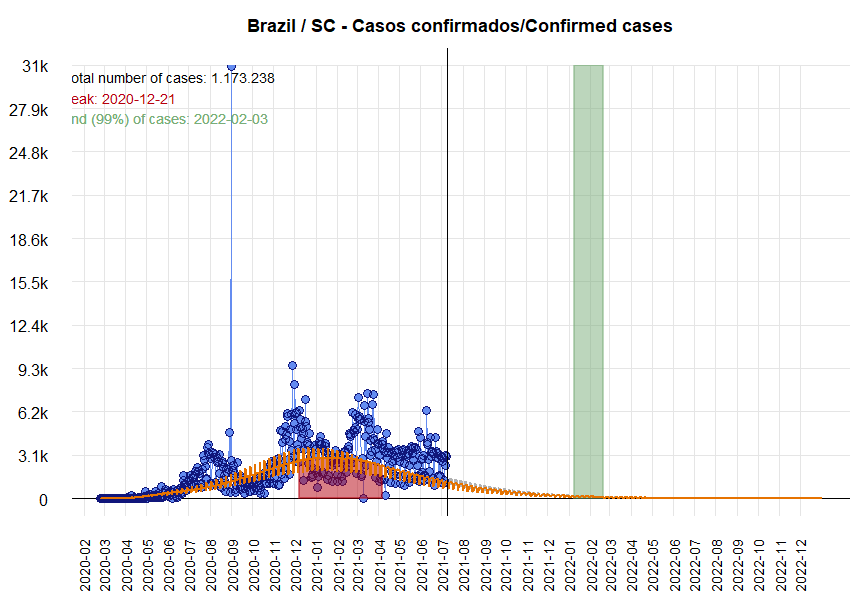 Brazil / SC - Casos confirmados/Confirmed cases
31k
27.9k
24.8k
21.7k
18.6k
15.5k
12.4k
9.3k
6.2k
3.1k
0
otal number of cases: 1.173.238
eak: 2020-12-21
nd (99%) of cases: 2022-02-03
2020-02
2020-03
2020-04
2020-05
2020-06
2020-07
2020-08
2020-09
2020-10
2020-11
2020-12
2021-01
2021-02
2021-03
2021-04
2021-05
2021-06
2021-07
2021-08
2021-09
2021-10
2021-11
2021-12
2022-01
2022-02
2022-03
2022-04
2022-05
2022-06
2022-07
2022-08
2022-09
2022-10
2022-11
2022-12